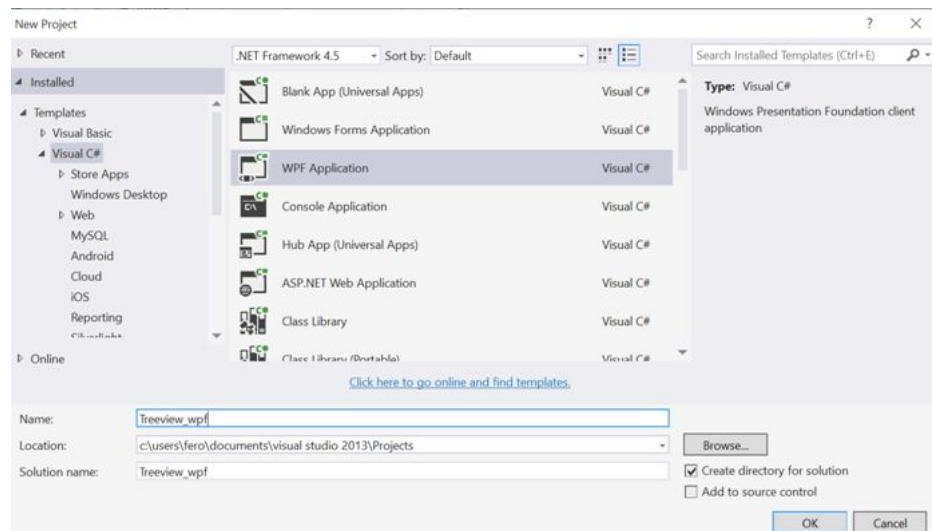 New Project
Recent
.NET Framework 4.5
Sort by: Default
Search Installed Templates (Ctrl+E)
Installed
Templates
Visual Basic
Visual C#
Store Apps
Windows Desktop
Web
MySQL
Android
Cloud
iOS
Reporting
Silverlight
Online
Blank App (Universal Apps) Visual C#
Windows Forms Application Visual C#
WPF Application Visual C#
Console Application Visual C#
Hub App (Universal Apps) Visual C#
ASP.NET Web Application Visual C#
Class Library Visual C#
Class Library (Portable) Visual C#
Type: Visual C#
Windows Presentation Foundation client
application
Click here to go online and find templates.
Name: Treeview_wpf
Location: c:\users\fero\documents\visual studio 2013\Projects
Browse...
Solution name: Treeview_wpf
Create directory for solution
Add to source control
OK Cancel